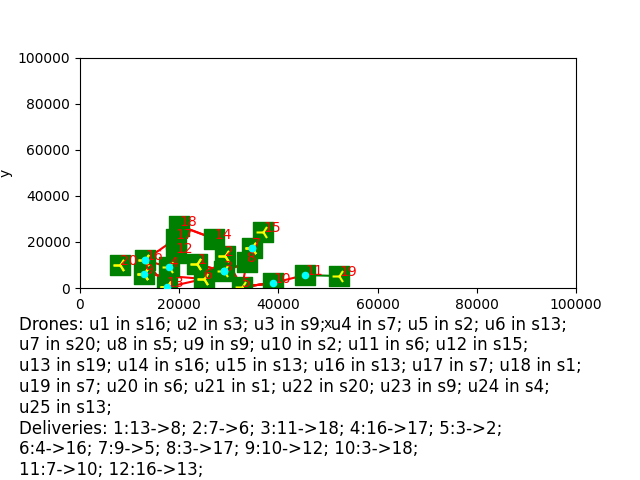 100000
80000
60000
40000
20000
0
y
0 20000 40000 60000 80000 100000
x
18
15
14
12
19
Drones: u1 in s16; u2 in s3; u3 in s9; u4 in s7; u5 in s2; u6 in s13;
u7 in s20; u8 in s5; u9 in s9; u10 in s2; u11 in s6; u12 in s15;
u13 in s19; u14 in s16; u15 in s13; u16 in s13; u17 in s7; u18 in s1;
u19 in s7; u20 in s6; u21 in s1; u22 in s20; u23 in s9; u24 in s4;
u25 in s13;
Deliveries: 1:13->8; 2:7->6; 3:11->18; 4:16->17; 5:3->2;
6:4->16; 7:9->5; 8:3->17; 9:10->12; 10:3->18;
11:7->10; 12:16->13;